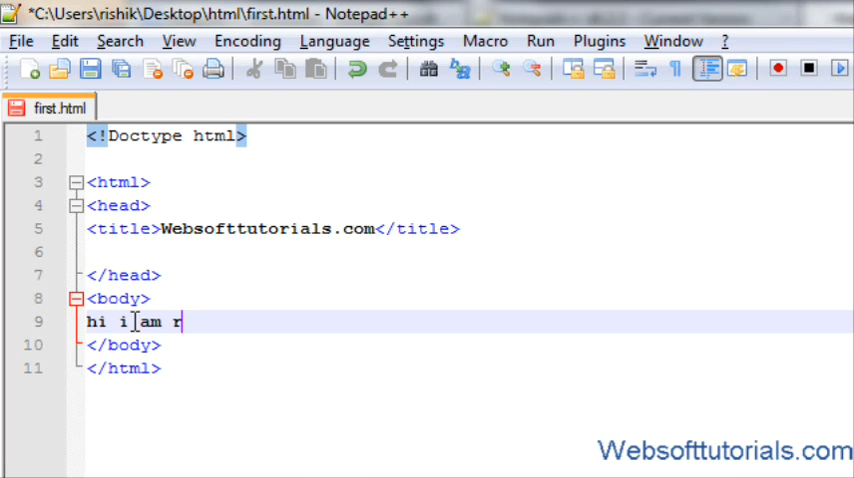 *C:\Users\rishik\Desktop\html\first.html - Notepad++
File Edit Search View Encoding Language Settings Macro Run Plugins Window ?
first.html
1 <!Doctype html>
2
3 <html>
4 <head>
5 <title>Websofttutorials.com</title>
6
7 </head>
8 <body>
9 hi i am r
10 </body>
11 </html>
Websofttutorials.com